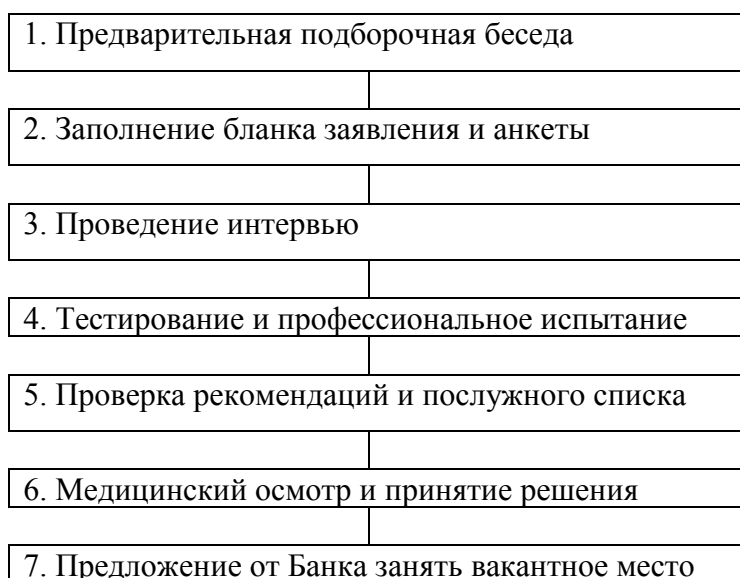 1. Предварительная подборочная беседа
2. Заполнение бланка заявления и анкеты
3. Проведение интервью
4. Тестирование и профессиональное испытание
5. Проверка рекомендаций и послужного списка
6. Медицинский осмотр и принятие решения
7. Предложение от Банка занять вакантное место